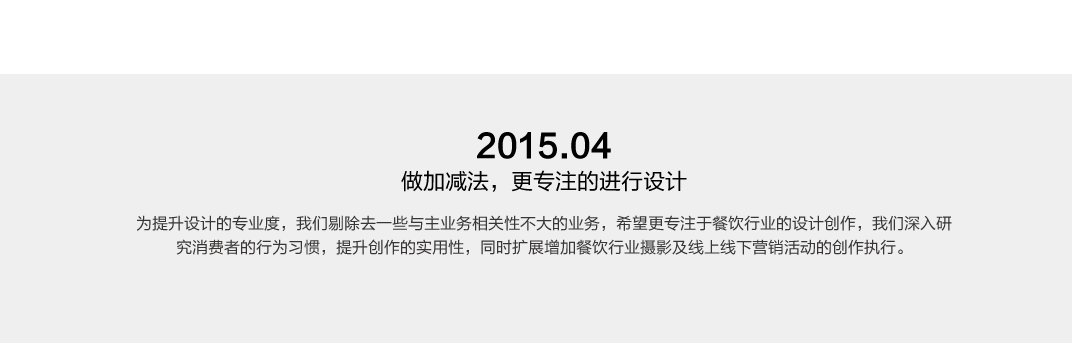 2015.04
做加减法，更专注的进行设计
为提升设计的专业度，我们剔除去一些与主业务相关性不大的业务，希望更专注于餐饮行业的设计创作，我们深入研
究消费者的行为习惯，提升创作的实用性，同时扩展增加餐饮行业摄影及线上线下营销活动的创作执行。